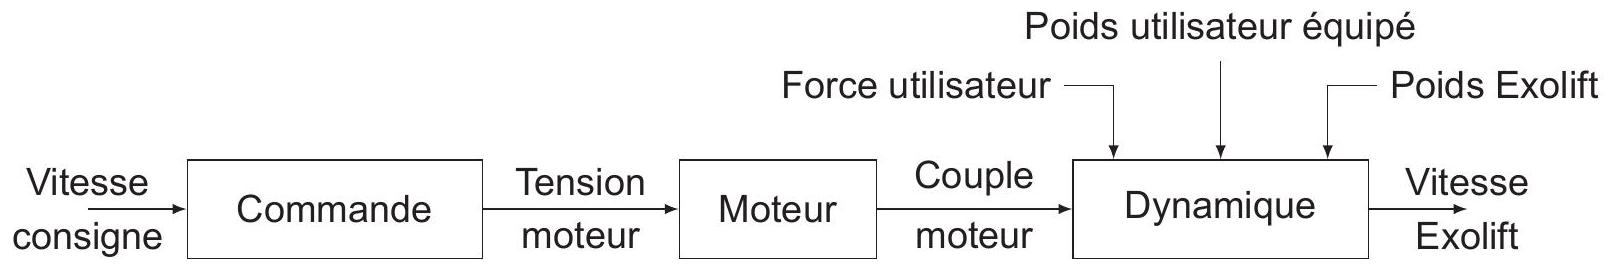 Poids utilisateur équipé
Force utilisateur
Poids Exolift
Vitesse
consigne
Commande
Tension
moteur
Moteur
Couple
moteur
Dynamique
Vitesse
Exolift